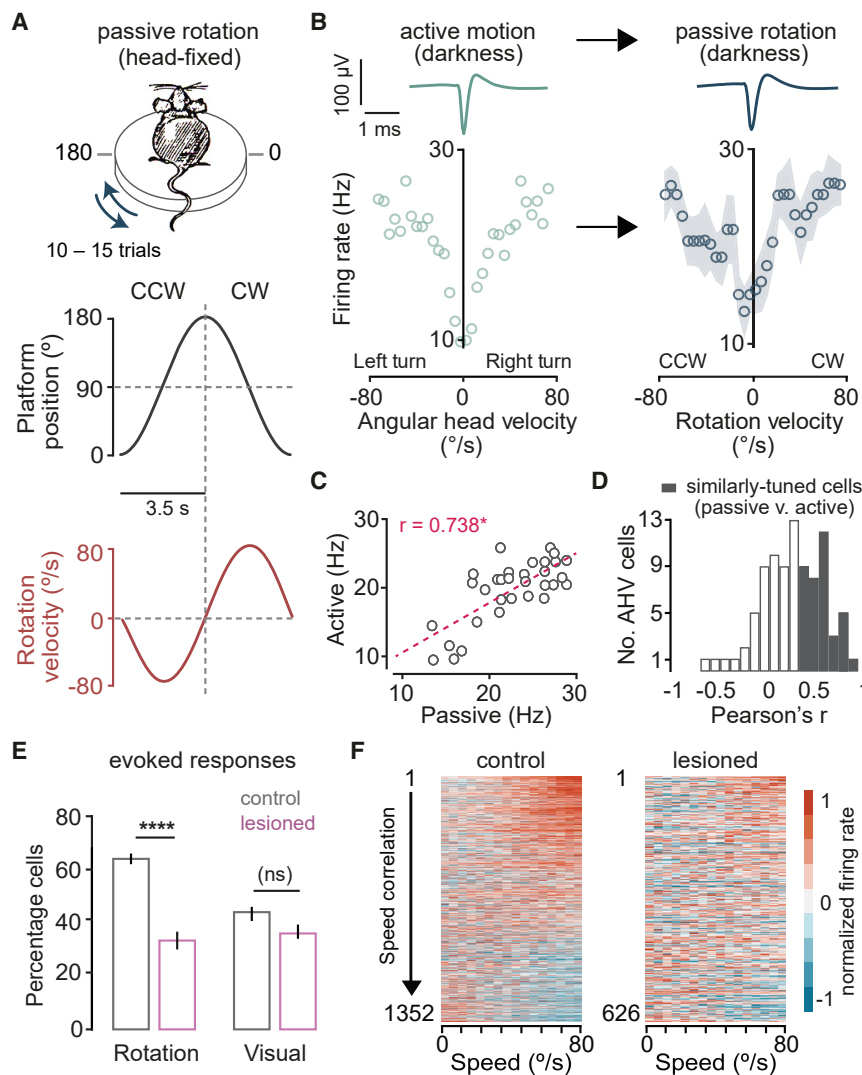 A
passive rotation
(head-fixed)
180
0
10 – 15 trials
CCW
CW
180
90
0
Platform
position (º)
3.5 s
80
0
-80
Rotation
velocity (º/s)
B
active motion
(darkness)
passive rotation
(darkness)
100 µV
1 ms
30
10
Firing rate (Hz)
Left turn
Right turn
-80
0
80
Angular head velocity
(°/s)
30
10
CCW
CW
-80
0
80
Rotation velocity
(°/s)
C
r = 0.738*
30
20
10
Active (Hz)
10
20
30
Passive (Hz)
D
similarly-tuned cells
(passive v. active)
13
9
5
1
No. AHV cells
-1
-0.5
0
0.5
1
Pearson's r
E
evoked responses
control
lesioned
80
60
40
20
0
Percentage cells
****
(ns)
Rotation
Visual
F
control
lesioned
1
Speed correlation
1352
0
80
Speed (º/s)
1
626
0
80
Speed (º/s)
1
0
-1
normalized firing rate